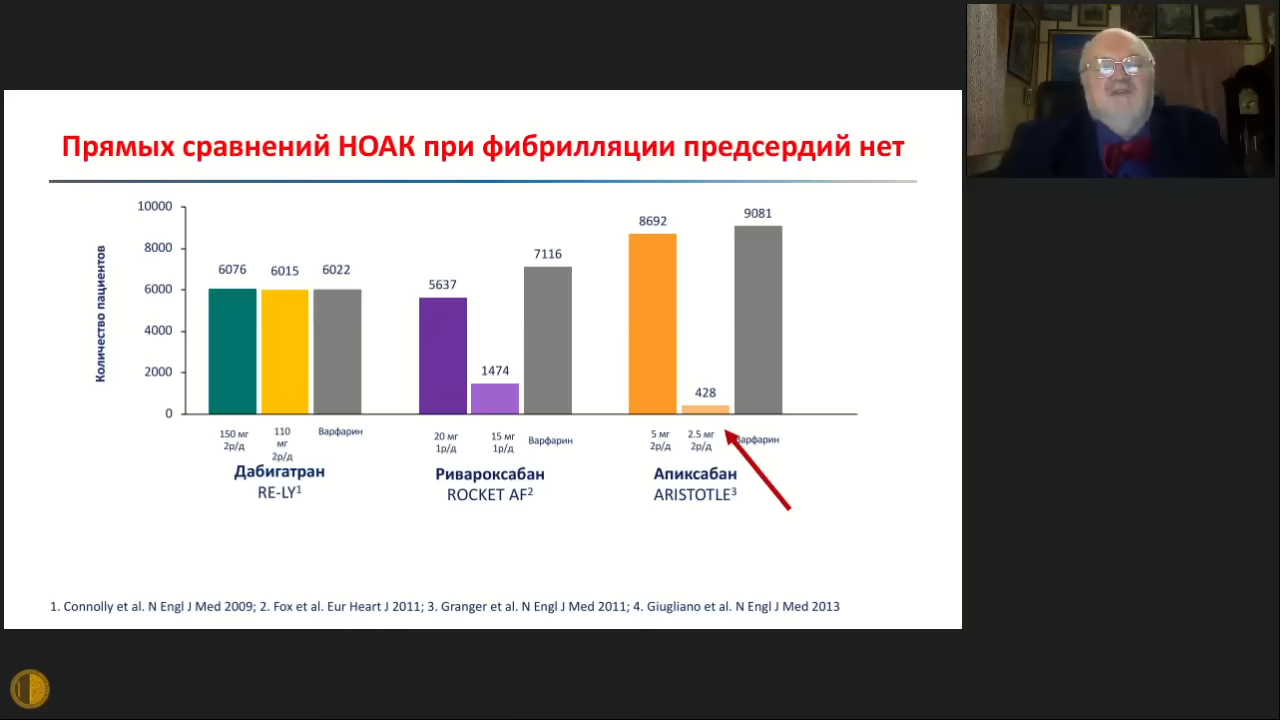 Прямых сравнений НОАК при фибрилляции предсердий нет
Количество пациентов
10000
8000
6000
4000
2000
0
6076
6015
6022
5637
1474
7116
8692
428
9081
150 мг
2р/д
110
мг
2р/д
Варфарин
20 мг
1р/д
15 мг
1р/д
Варфарин
5 мг
2р/д
2.5 мг
2р/д
Варфарин
Дабигатран
RE-LY1
Ривароксабан
ROCKET AF2
Апиксабан
ARISTOTLE3
1. Connolly et al. N Engl J Med 2009; 2. Fox et al. Eur Heart J 2011; 3. Granger et al. N Engl J Med 2011; 4. Giugliano et al. N Engl J Med 2013